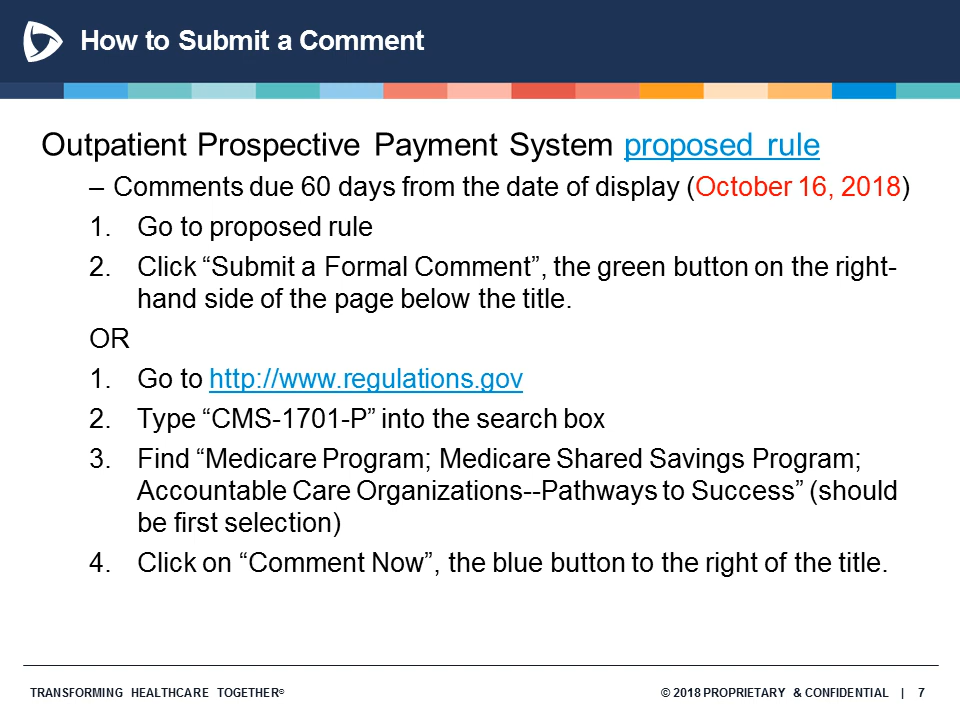 How to Submit a Comment
Outpatient Prospective Payment System proposed rule
– Comments due 60 days from the date of display (October 16, 2018)
1. Go to proposed rule
2. Click “Submit a Formal Comment”, the green button on the right-
hand side of the page below the title.
OR
1. Go to http://www.regulations.gov
2. Type “CMS-1701-P” into the search box
3. Find “Medicare Program; Medicare Shared Savings Program;
Accountable Care Organizations--Pathways to Success” (should
be first selection)
4. Click on “Comment Now”, the blue button to the right of the title.
TRANSFORMING HEALTHCARE TOGETHER® © 2018 PROPRIETARY & CONFIDENTIAL | 7